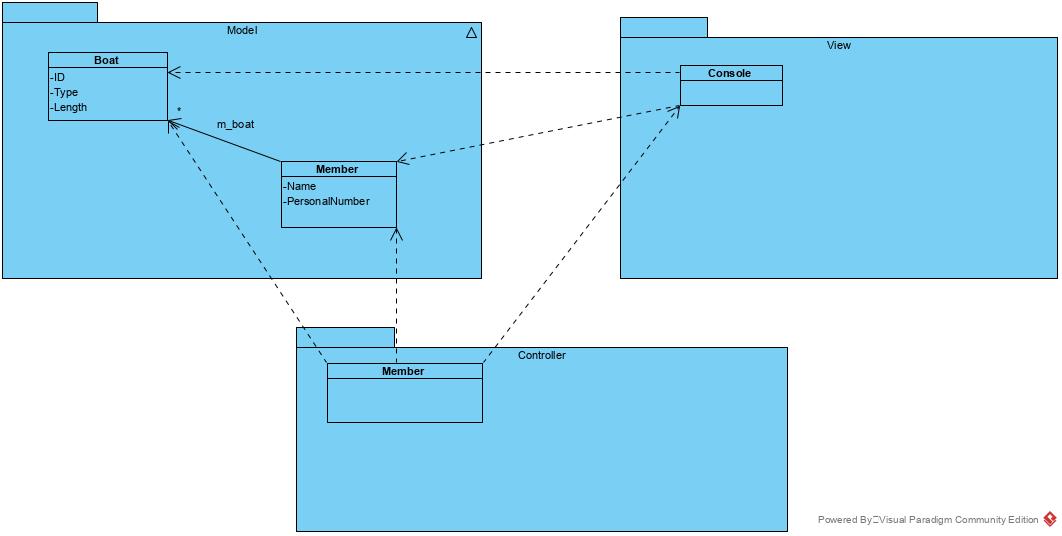 Model
Boat
-ID
-Type
-Length
*
m_boat
Member
-Name
-PersonalNumber
View
Console
Controller
Member
Powered By Visual Paradigm Community Edition